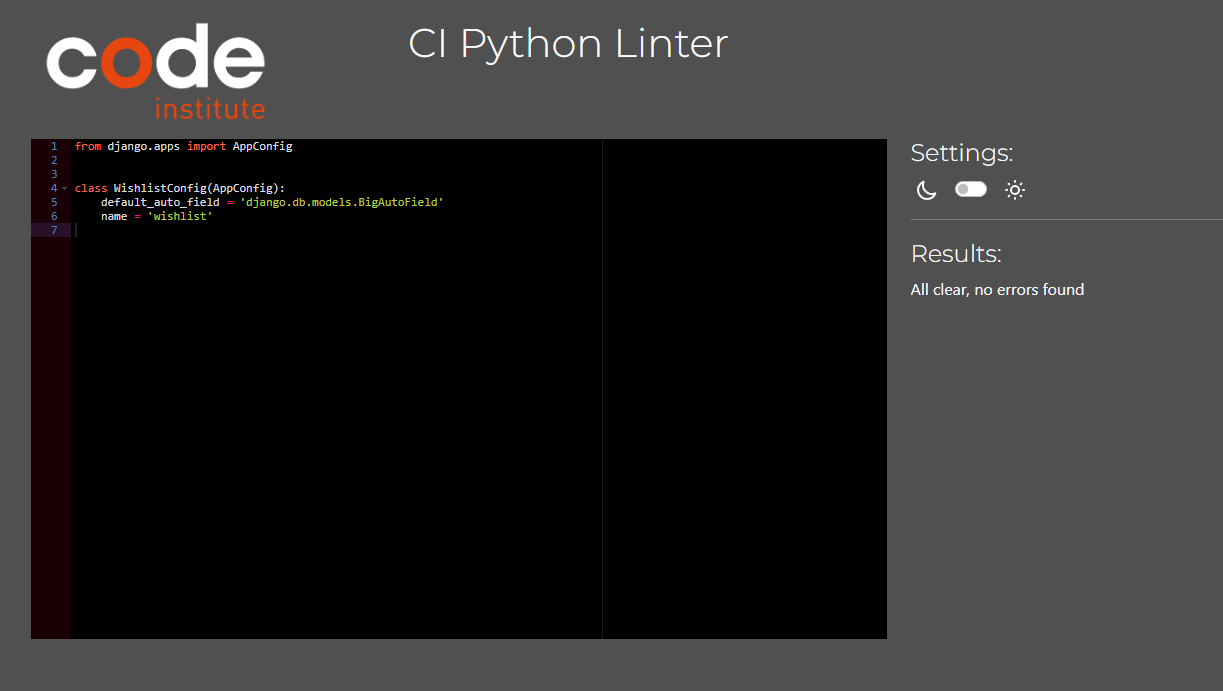 code
institute
CI Python Linter
1 from django.apps import AppConfig
2
3
4 class WishlistConfig(AppConfig):
5     default_auto_field = 'django.db.models.BigAutoField'
6     name = 'wishlist'
7
Settings:
Results:
All clear, no errors found